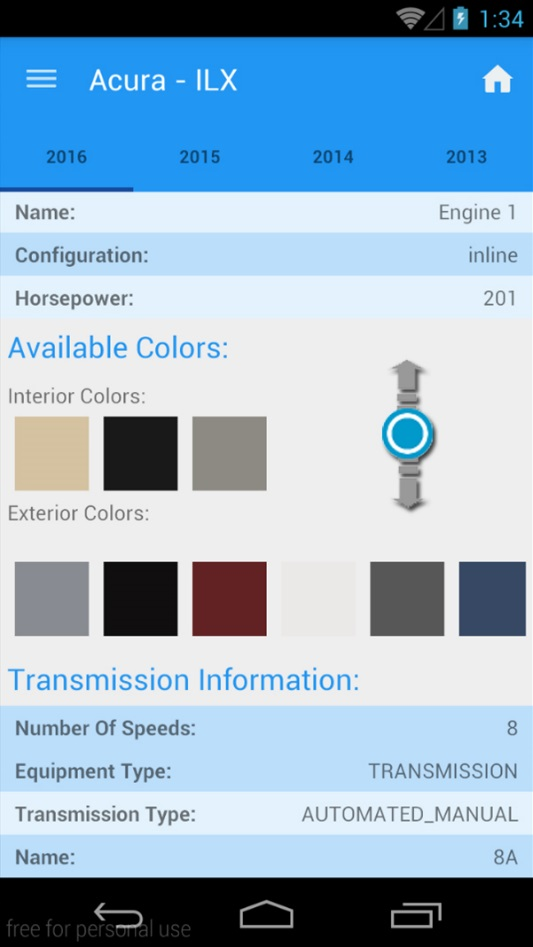 1:34
Acura - ILX
2016 2015 2014 2013
Name: Engine 1
Configuration: inline
Horsepower: 201
Available Colors:
Interior Colors:
Exterior Colors:
Transmission Information:
Number Of Speeds: 8
Equipment Type: TRANSMISSION
Transmission Type: AUTOMATED_MANUAL
Name: 8A
free for personal use